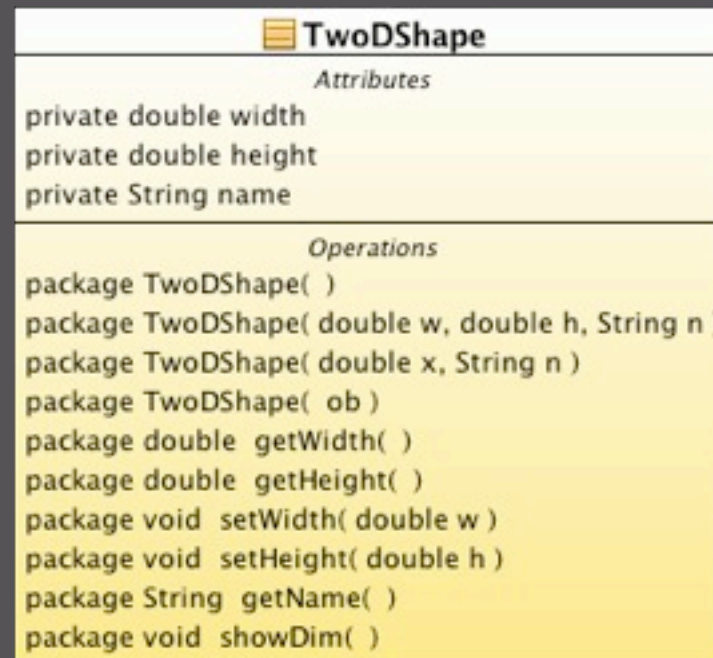 TwoDShape
Attributes
private double width
private double height
private String name
Operations
package TwoDShape( )
package TwoDShape( double w, double h, String n )
package TwoDShape( double x, String n )
package TwoDShape( ob )
package double getWidth( )
package double getHeight( )
package void setWidth( double w )
package void setHeight( double h )
package String getName( )
package void showDim( )